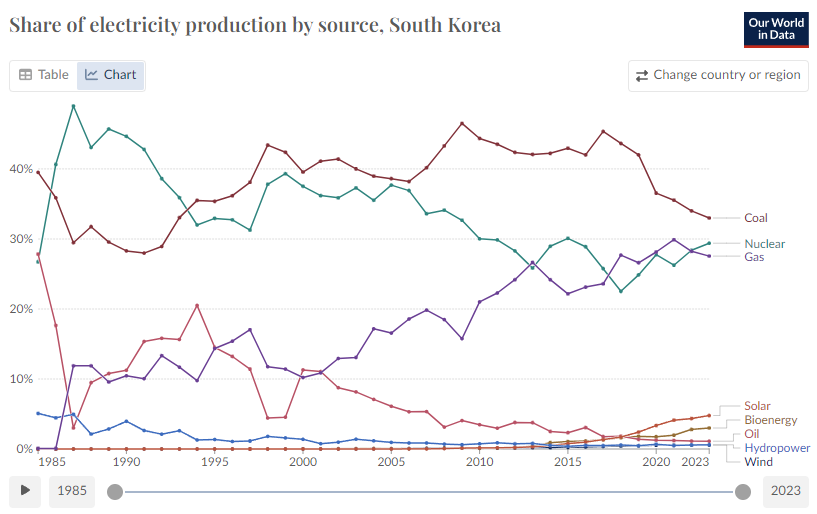 Share of electricity production by source, South Korea
Our World
in Data
Table
Chart
Change country or region
40%
30%
20%
10%
0%
Coal
Nuclear
Gas
Solar
Bioenergy
Oil
Hydropower
Wind
1985 1990 1995 2000 2005 2010 2015 2020 2023
1985
2023